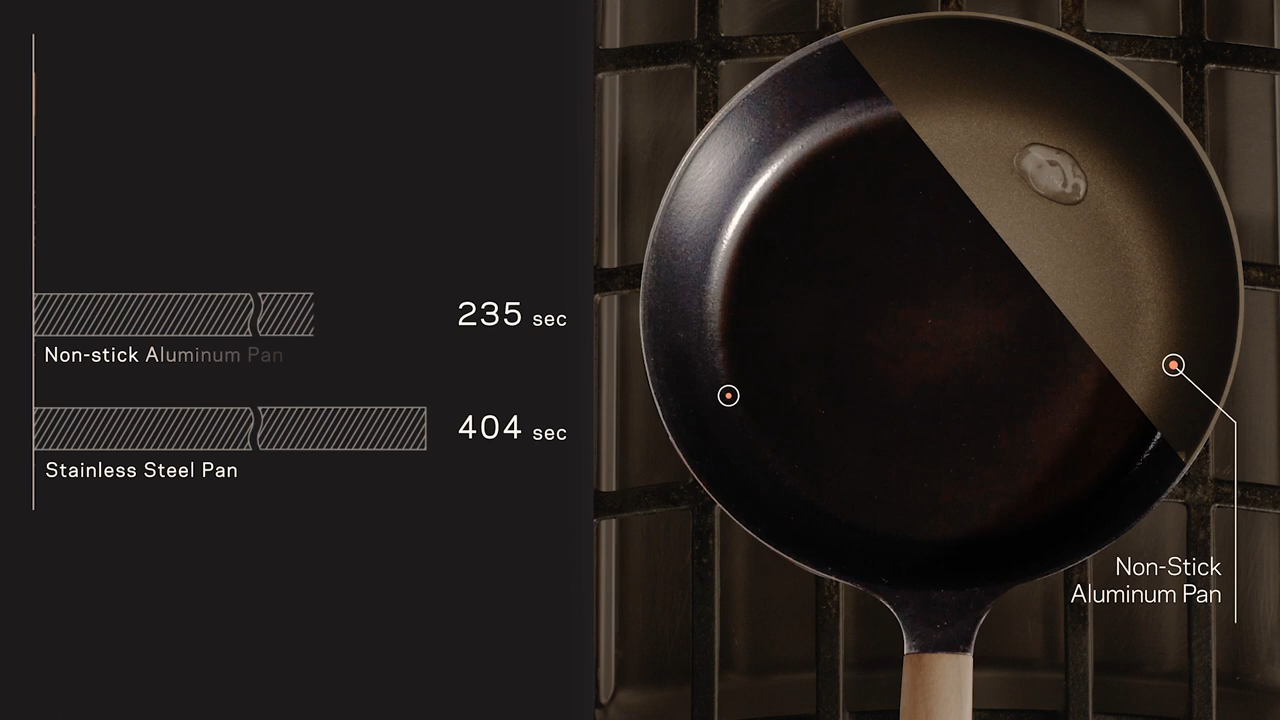 235 sec
Non-stick Aluminum Pan
404 sec
Stainless Steel Pan
Non-Stick
Aluminum Pan